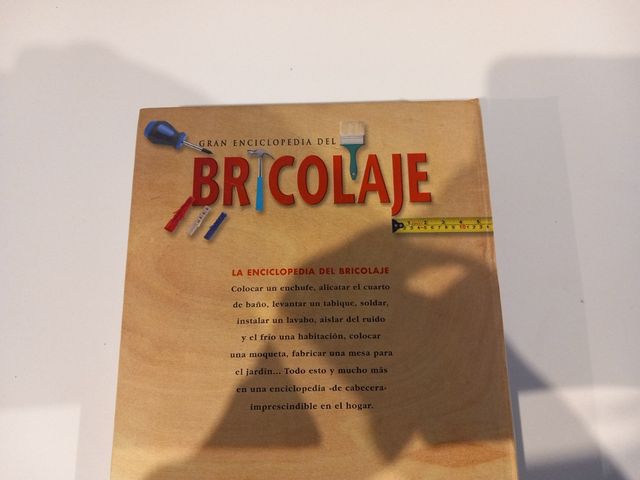 GRAN ENCICLOPEDIA DEL
BRICOLAJE
LA ENCICLOPEDIA DEL BRICOLAJE
Colocar un enchufe, alicatar el cuarto
de baño, levantar un tabique, soldar,
instalar un lavabo, aislar del ruido
y el frío una habitación, colocar
una moqueta, fabricar una mesa para
el jardín... Todo esto y mucho más
en una enciclopedia «de cabecera»
imprescindible en el hogar.